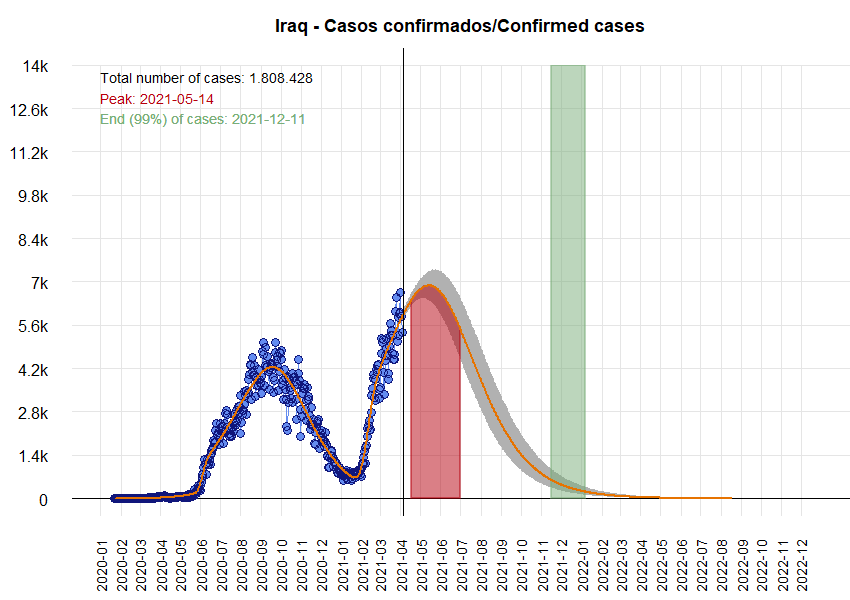 Iraq - Casos confirmados/Confirmed cases
14k
12.6k
11.2k
9.8k
8.4k
7k
5.6k
4.2k
2.8k
1.4k
0
Total number of cases: 1.808.428
Peak: 2021-05-14
End (99%) of cases: 2021-12-11
2020-01
2020-02
2020-03
2020-04
2020-05
2020-06
2020-07
2020-08
2020-09
2020-10
2020-12
2021-01
2021-02
2021-03
2021-04
2021-05
2021-06
2021-07
2021-08
2021-09
2021-10
2021-11
2021-12
2022-01
2022-02
2022-03
2022-04
2022-05
2022-06
2022-07
2022-08
2022-09
2022-10
2022-11
2022-12